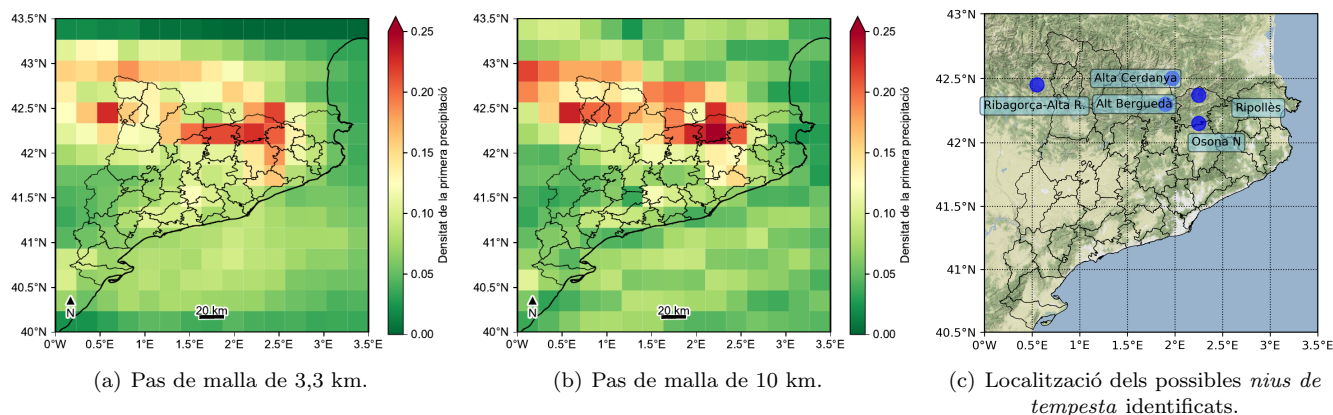 43.5°N
43°N
42.5°N
42°N
41.5°N
41°N
40.5°N
40°N
0°W 0.5°E 1°E 1.5°E 2°E 2.5°E 3°E 3.5°E
N
20 km
0.25
0.20
0.15
0.10
0.05
0.00
Densitat de la primera precipitació
(a) Pas de malla de 3,3 km.
43.5°N
43°N
42.5°N
42°N
41.5°N
41°N
40.5°N
40°N
0°W 0.5°E 1°E 1.5°E 2°E 2.5°E 3°E 3.5°E
N
20 km
0.25
0.20
0.15
0.10
0.05
0.00
Densitat de la primera precipitació
(b) Pas de malla de 10 km.
43°N
42.5°N
42°N
41.5°N
41°N
40.5°N
0°W 0.5°E 1°E 1.5°E 2°E 2.5°E 3°E 3.5°E
Alta Cerdanya
Ribagorça-Alta R.
Alt Berguedà
Ripollès
Osona N
(c) Localització dels possibles nius de
tempesta identificats.